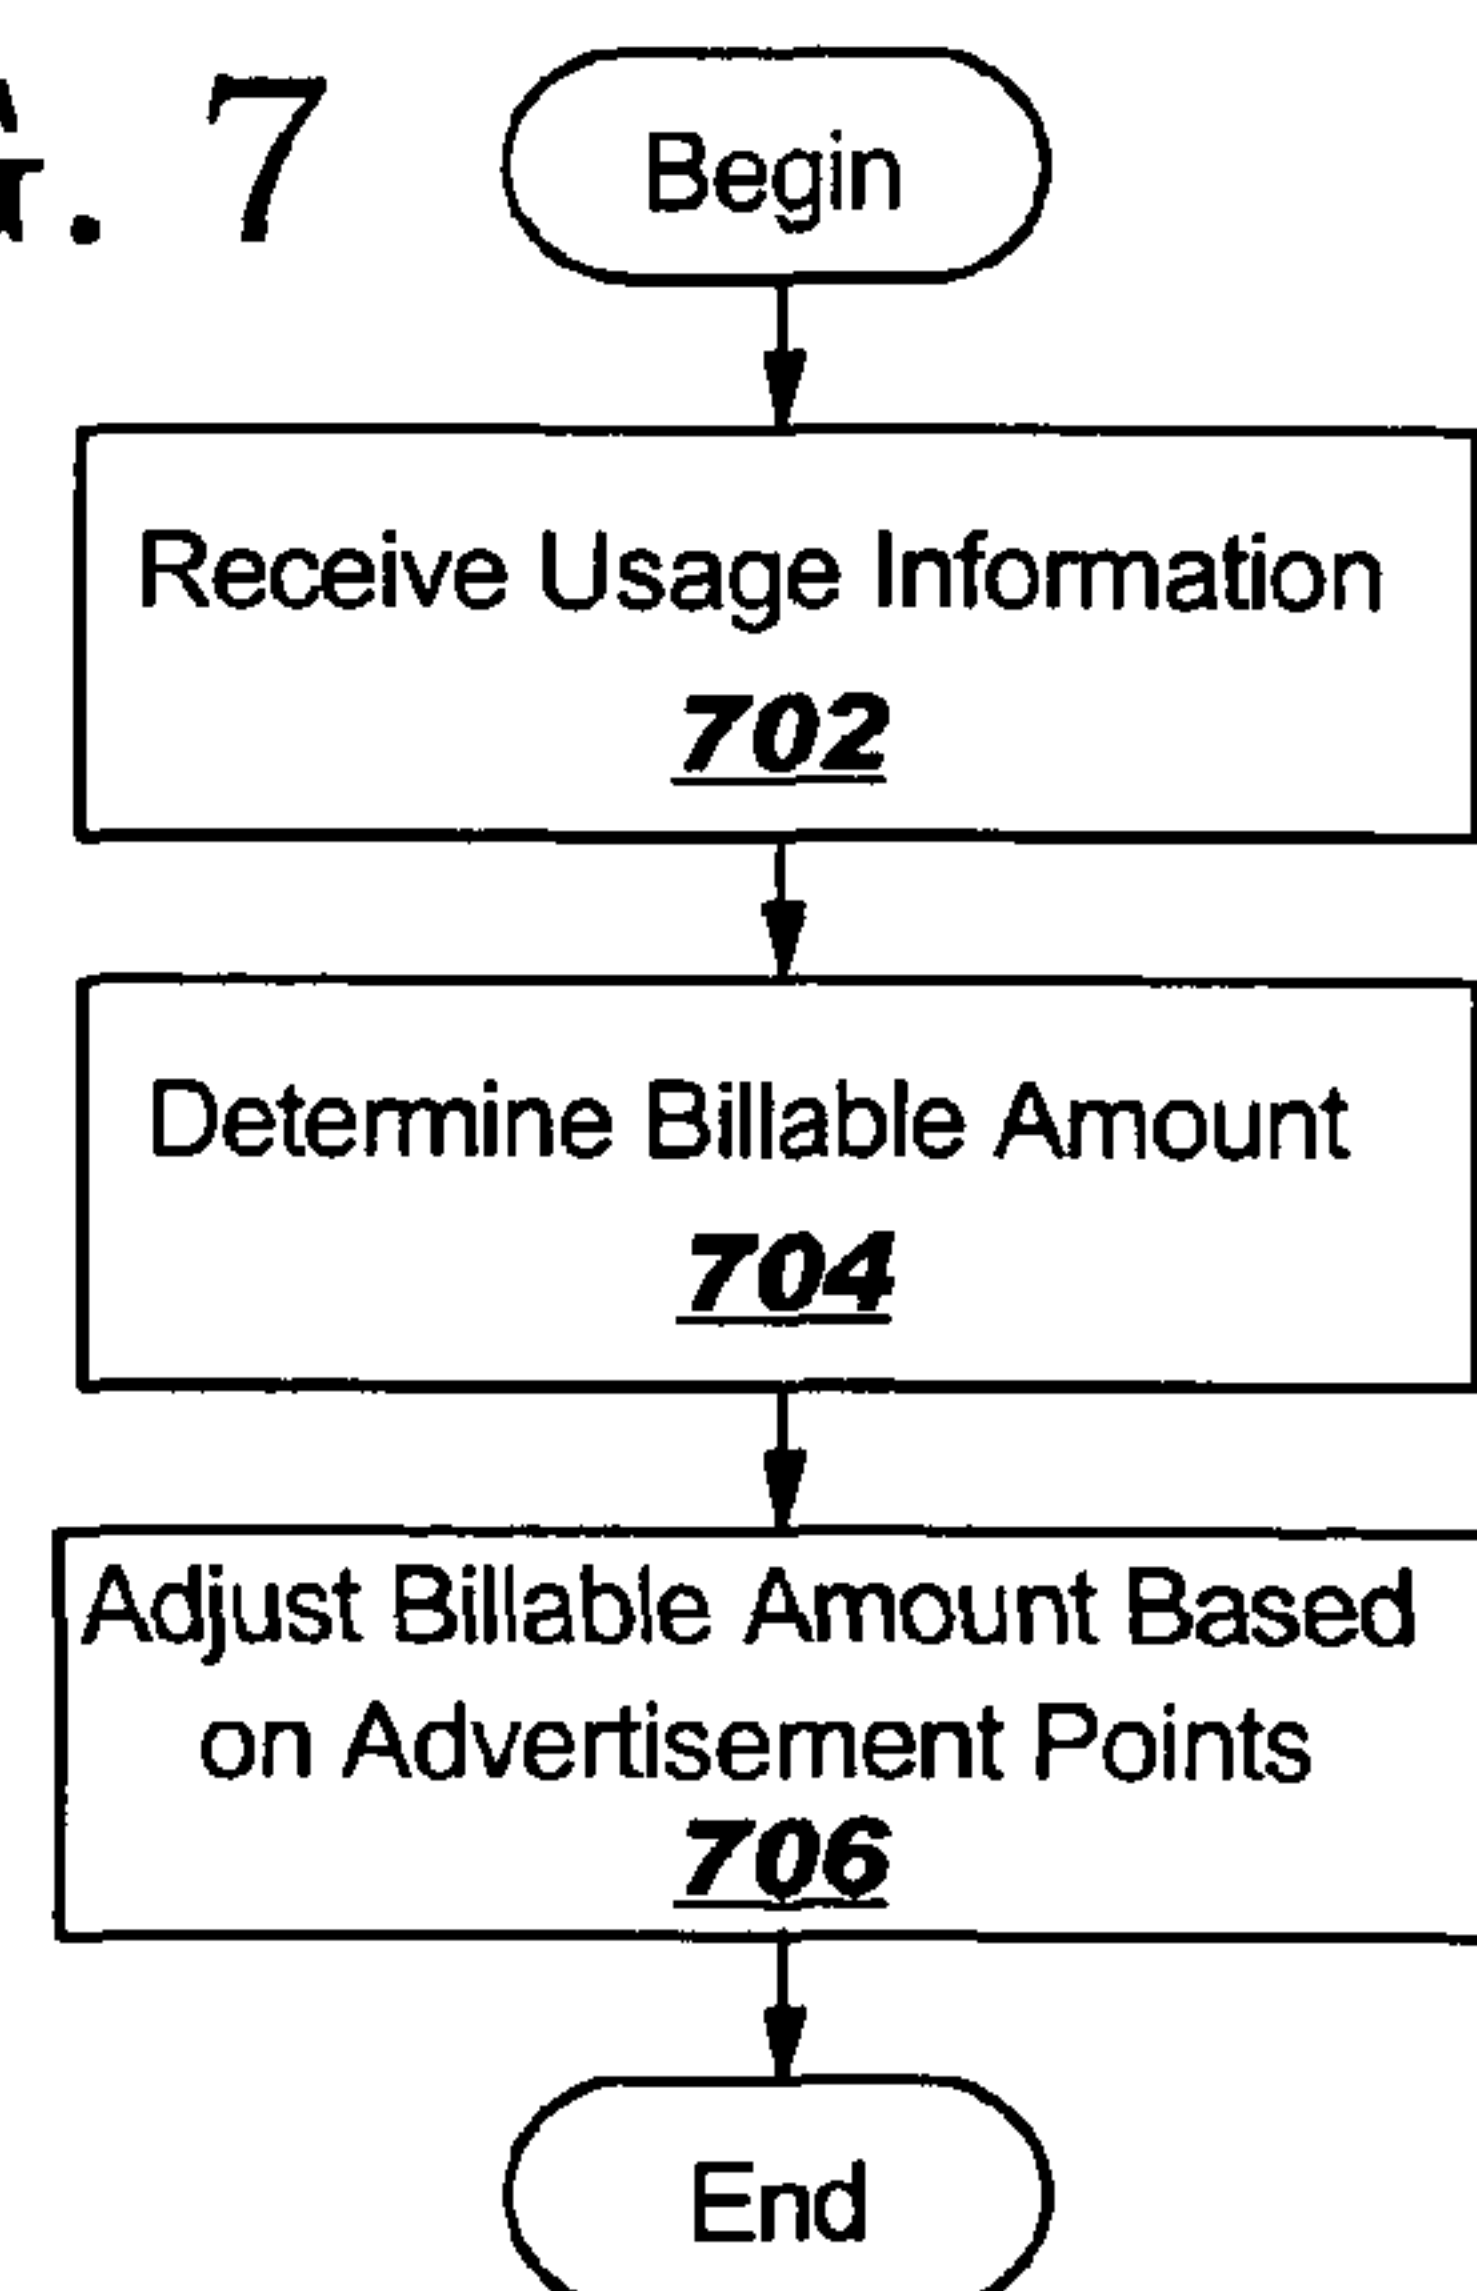 G. 7
Begin
Receive Usage Information
702
Determine Billable Amount
704
Adjust Billable Amount Based
on Advertisement Points
706
End